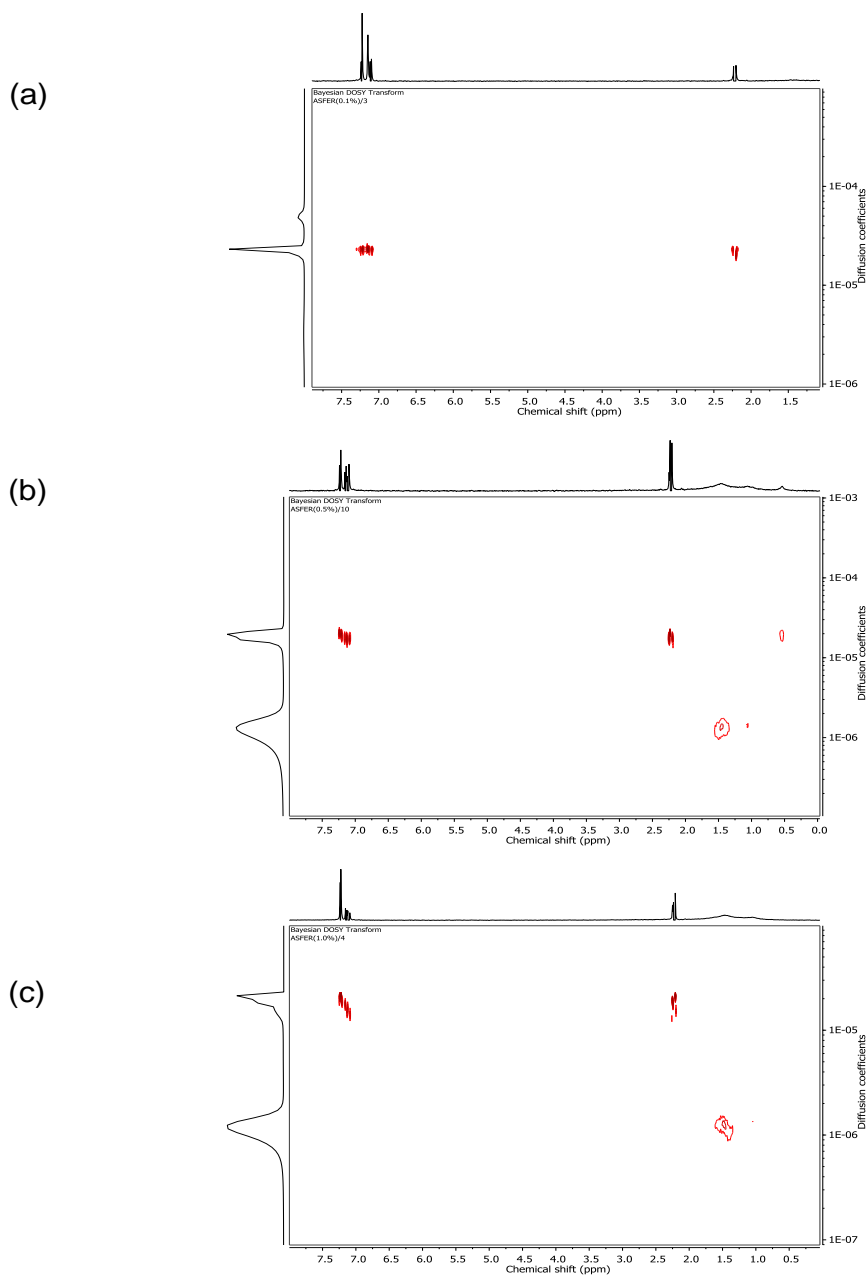 (a)
Bayesian DOSY Transform
ASFER(0.1%)/3
1E-04
1E-05
1E-06
Diffusion coefficients
7.5 7.0 6.5 6.0 5.5 5.0 4.5 4.0 3.5 3.0 2.5 2.0 1.5
Chemical shift (ppm)
(b)
Bayesian DOSY Transform
ASFER(0.5%)/10
1E-03
1E-04
1E-05
1E-06
Diffusion coefficients
7.5 7.0 6.5 6.0 5.5 5.0 4.5 4.0 3.5 3.0 2.5 2.0 1.5 1.0 0.5 0.0
Chemical shift (ppm)
(c)
Bayesian DOSY Transform
ASFER(1.0%)/4
1E-05
1E-06
1E-07
Diffusion coefficients
7.5 7.0 6.5 6.0 5.5 5.0 4.5 4.0 3.5 3.0 2.5 2.0 1.5 1.0 0.5
Chemical shift (ppm)